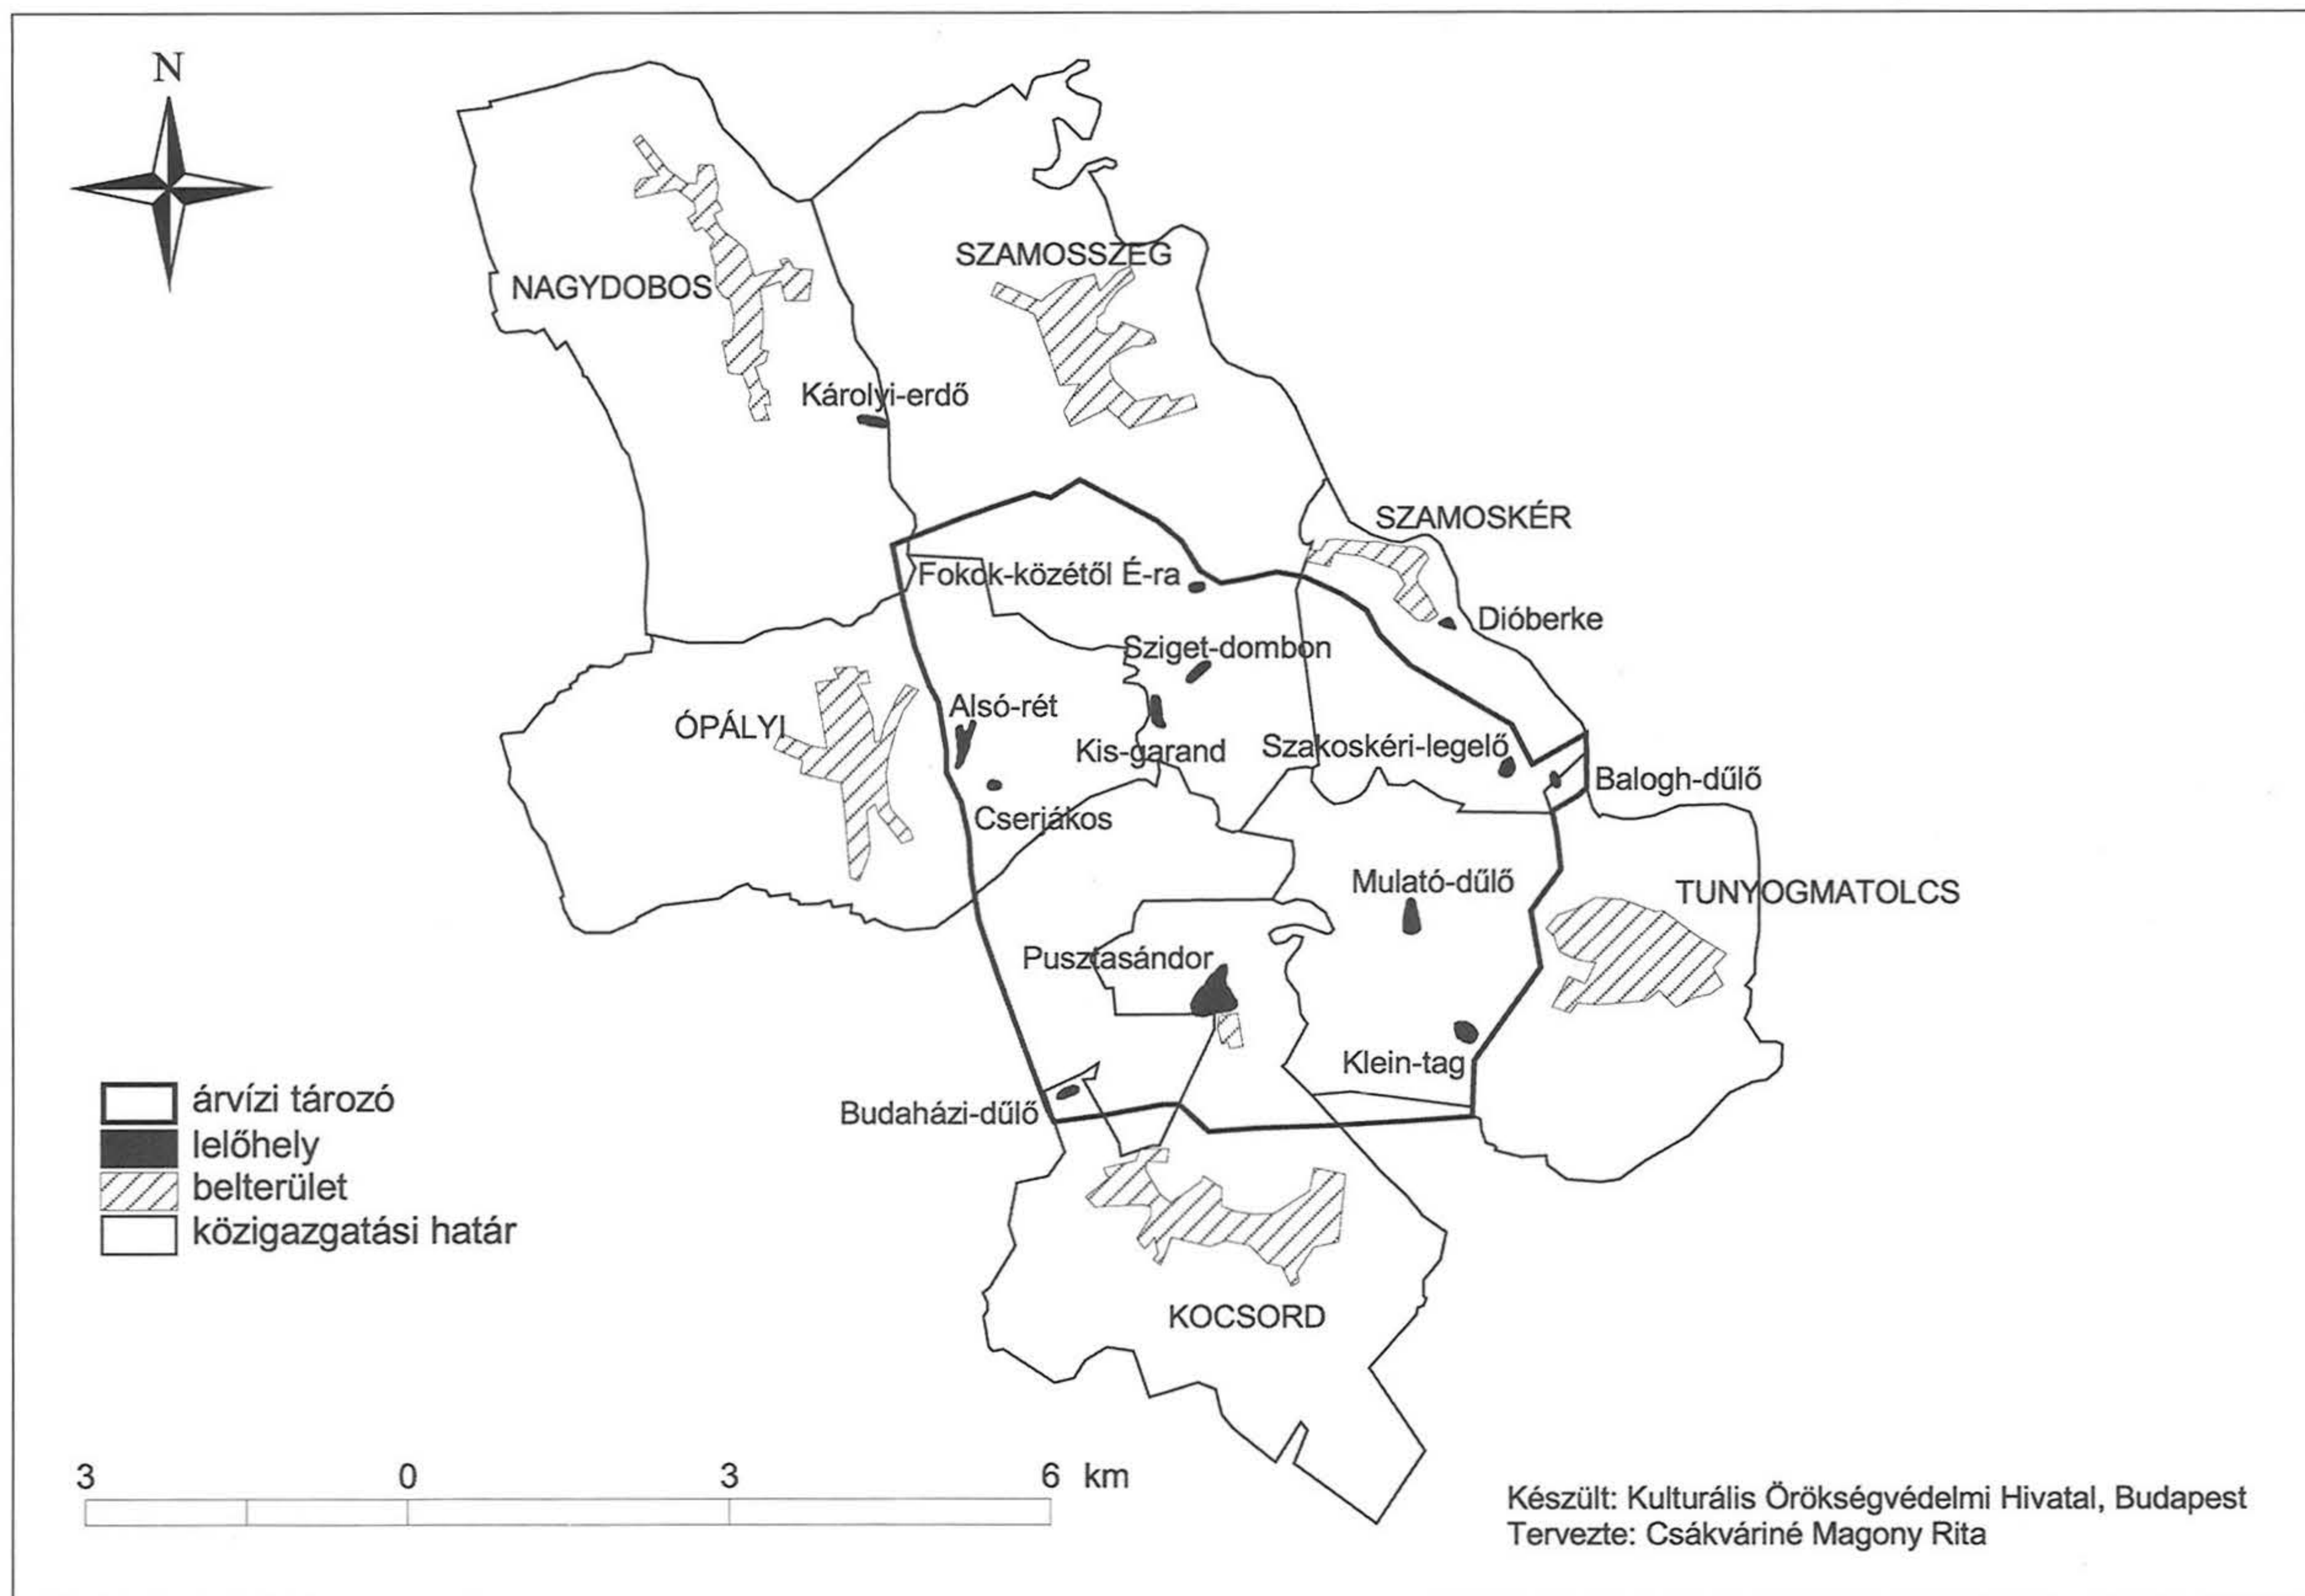 N
SZAMOSSZEG
NAGYDOBOS
Károlyi-erdő
SZAMOSKÉR
Fokok-közétől É-ra
Dióberke
Sziget-dombon
Alsó-rét
ÓPÁLYI
Kis-garand
Szakoskéri-legelő
Balogh-dűlő
Cserjákos
Mulató-dűlő
TUNYOGMATOLCS
Pusztasándor
Klein-tag
Budaházi-dűlő
árvízi tározó
lelőhely
belterület
közigazgatási határ
KOCSORD
3 0 3 6 km
Készült: Kulturális Örökségvédelmi Hivatal, Budapest
Tervezte: Csákváriné Magony Rita